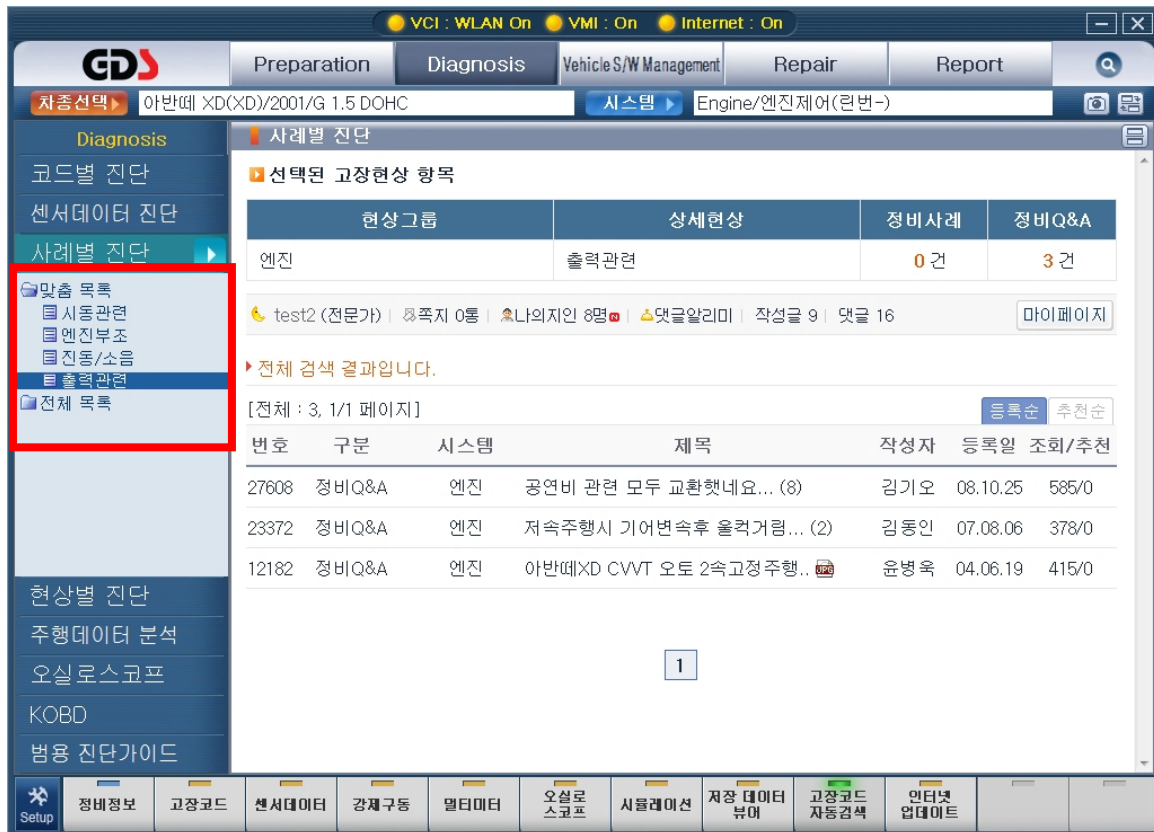 VCI : WLAN On VMI : On Internet : On
GDS Preparation Diagnosis Vehicle S/W Management Repair Report
차종선택 아반떼 XD(XD)/2001/G 1.5 DOHC 시스템 Engine/엔진제어(린번-)
Diagnosis
코드별 진단
센서데이터 진단
사례별 진단
맞춤 목록
시동관련
엔진부조
진동/소음
출력관련
전체 목록
현상별 진단
주행데이터 분석
오실로스코프
KOBD
범용 진단가이드
사례별 진단
선택된 고장현상 항목
현상그룹 상세현상 정비사례 정비Q&A
엔진 출력관련 0 건 3 건
test2 (전문가) 쪽지 0통 나의지인 8명 댓글알리미 작성글 9 댓글 16 마이페이지
전체 검색 결과입니다.
[전체 : 3, 1/1 페이지] 등록순 추천순
번호 구분 시스템 제목 작성자 등록일 조회/추천
27608 정비Q&A 엔진 공연비 관련 모두 교환햇네요... (8) 김기오 08.10.25 585/0
23372 정비Q&A 엔진 저속주행시 기어변속후 울컥거림... (2) 김동인 07.08.06 378/0
12182 정비Q&A 엔진 아반떼XD CVVT 오토 2속고정주행.. JPG 윤병욱 04.06.19 415/0
1
Setup 정비정보 고장코드 센서데이터 강제구동 멀티미터 오실로 스코프 시뮬레이션 저장 데이터 뷰어 고장코드 자동검색 인터넷 업데이트